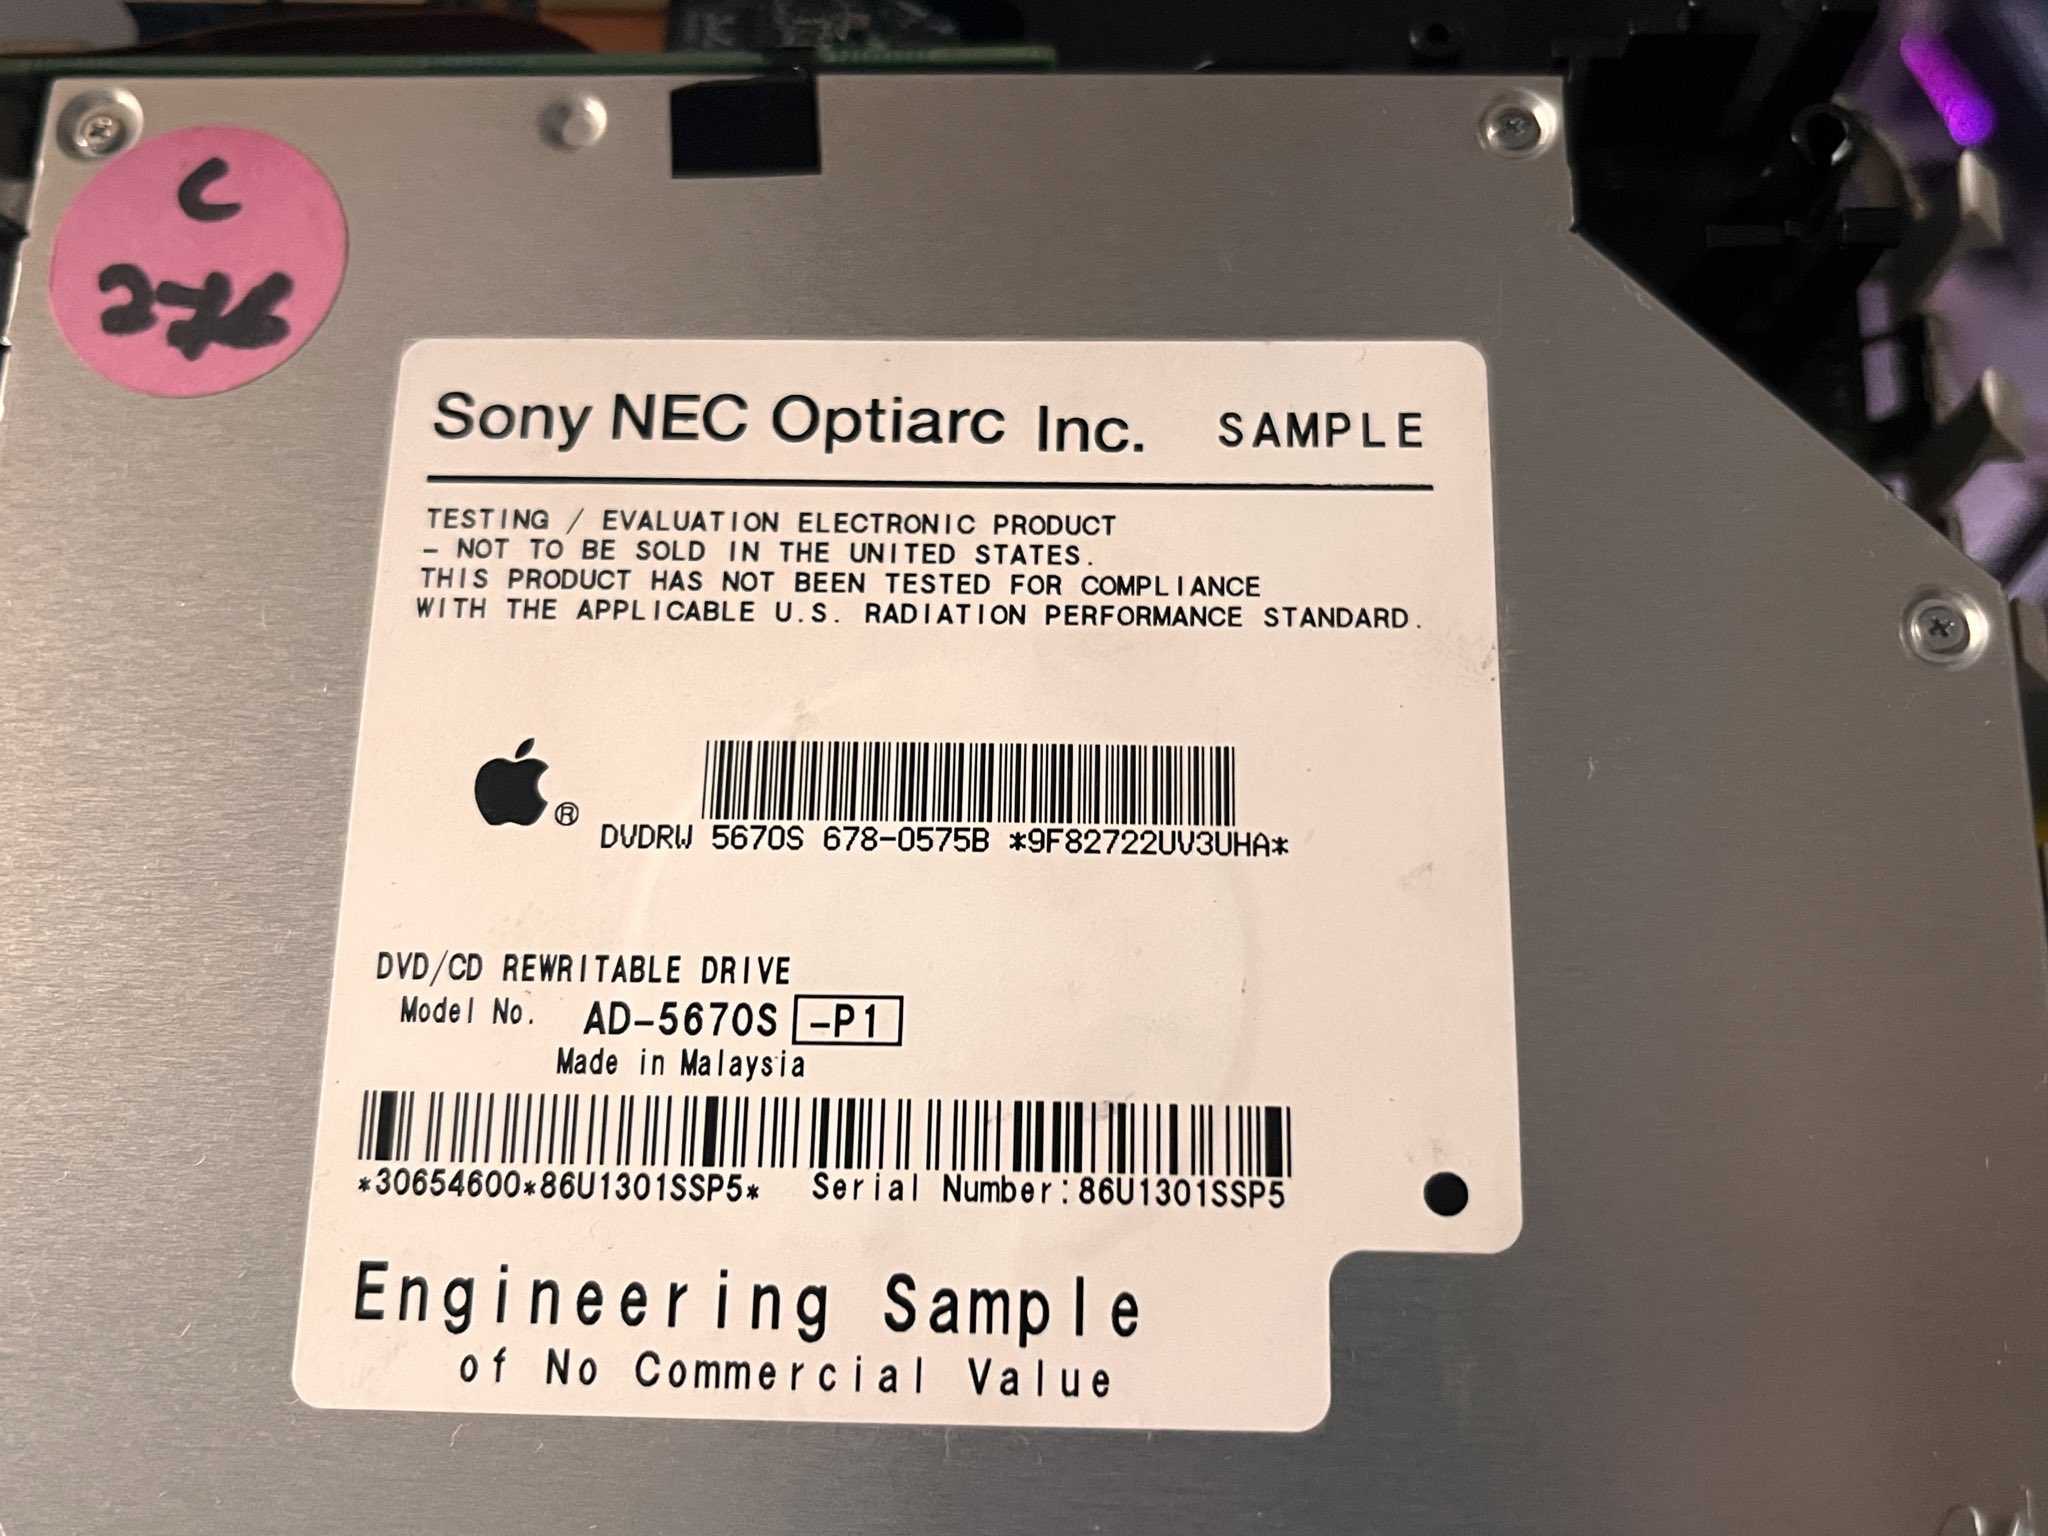 C
276
Sony NEC Optiarc Inc. SAMPLE
TESTING / EVALUATION ELECTRONIC PRODUCT
- NOT TO BE SOLD IN THE UNITED STATES.
THIS PRODUCT HAS NOT BEEN TESTED FOR COMPLIANCE
WITH THE APPLICABLE U.S. RADIATION PERFORMANCE STANDARD.
®
DVDRW 5670S 678-0575B *9F82722UV3UHA*
DVD/CD REWRITABLE DRIVE
Model No. AD-5670S -P1
Made in Malaysia
*30654600*86U1301SSP5* Serial Number:86U1301SSP5
Engineering Sample
of No Commercial Value